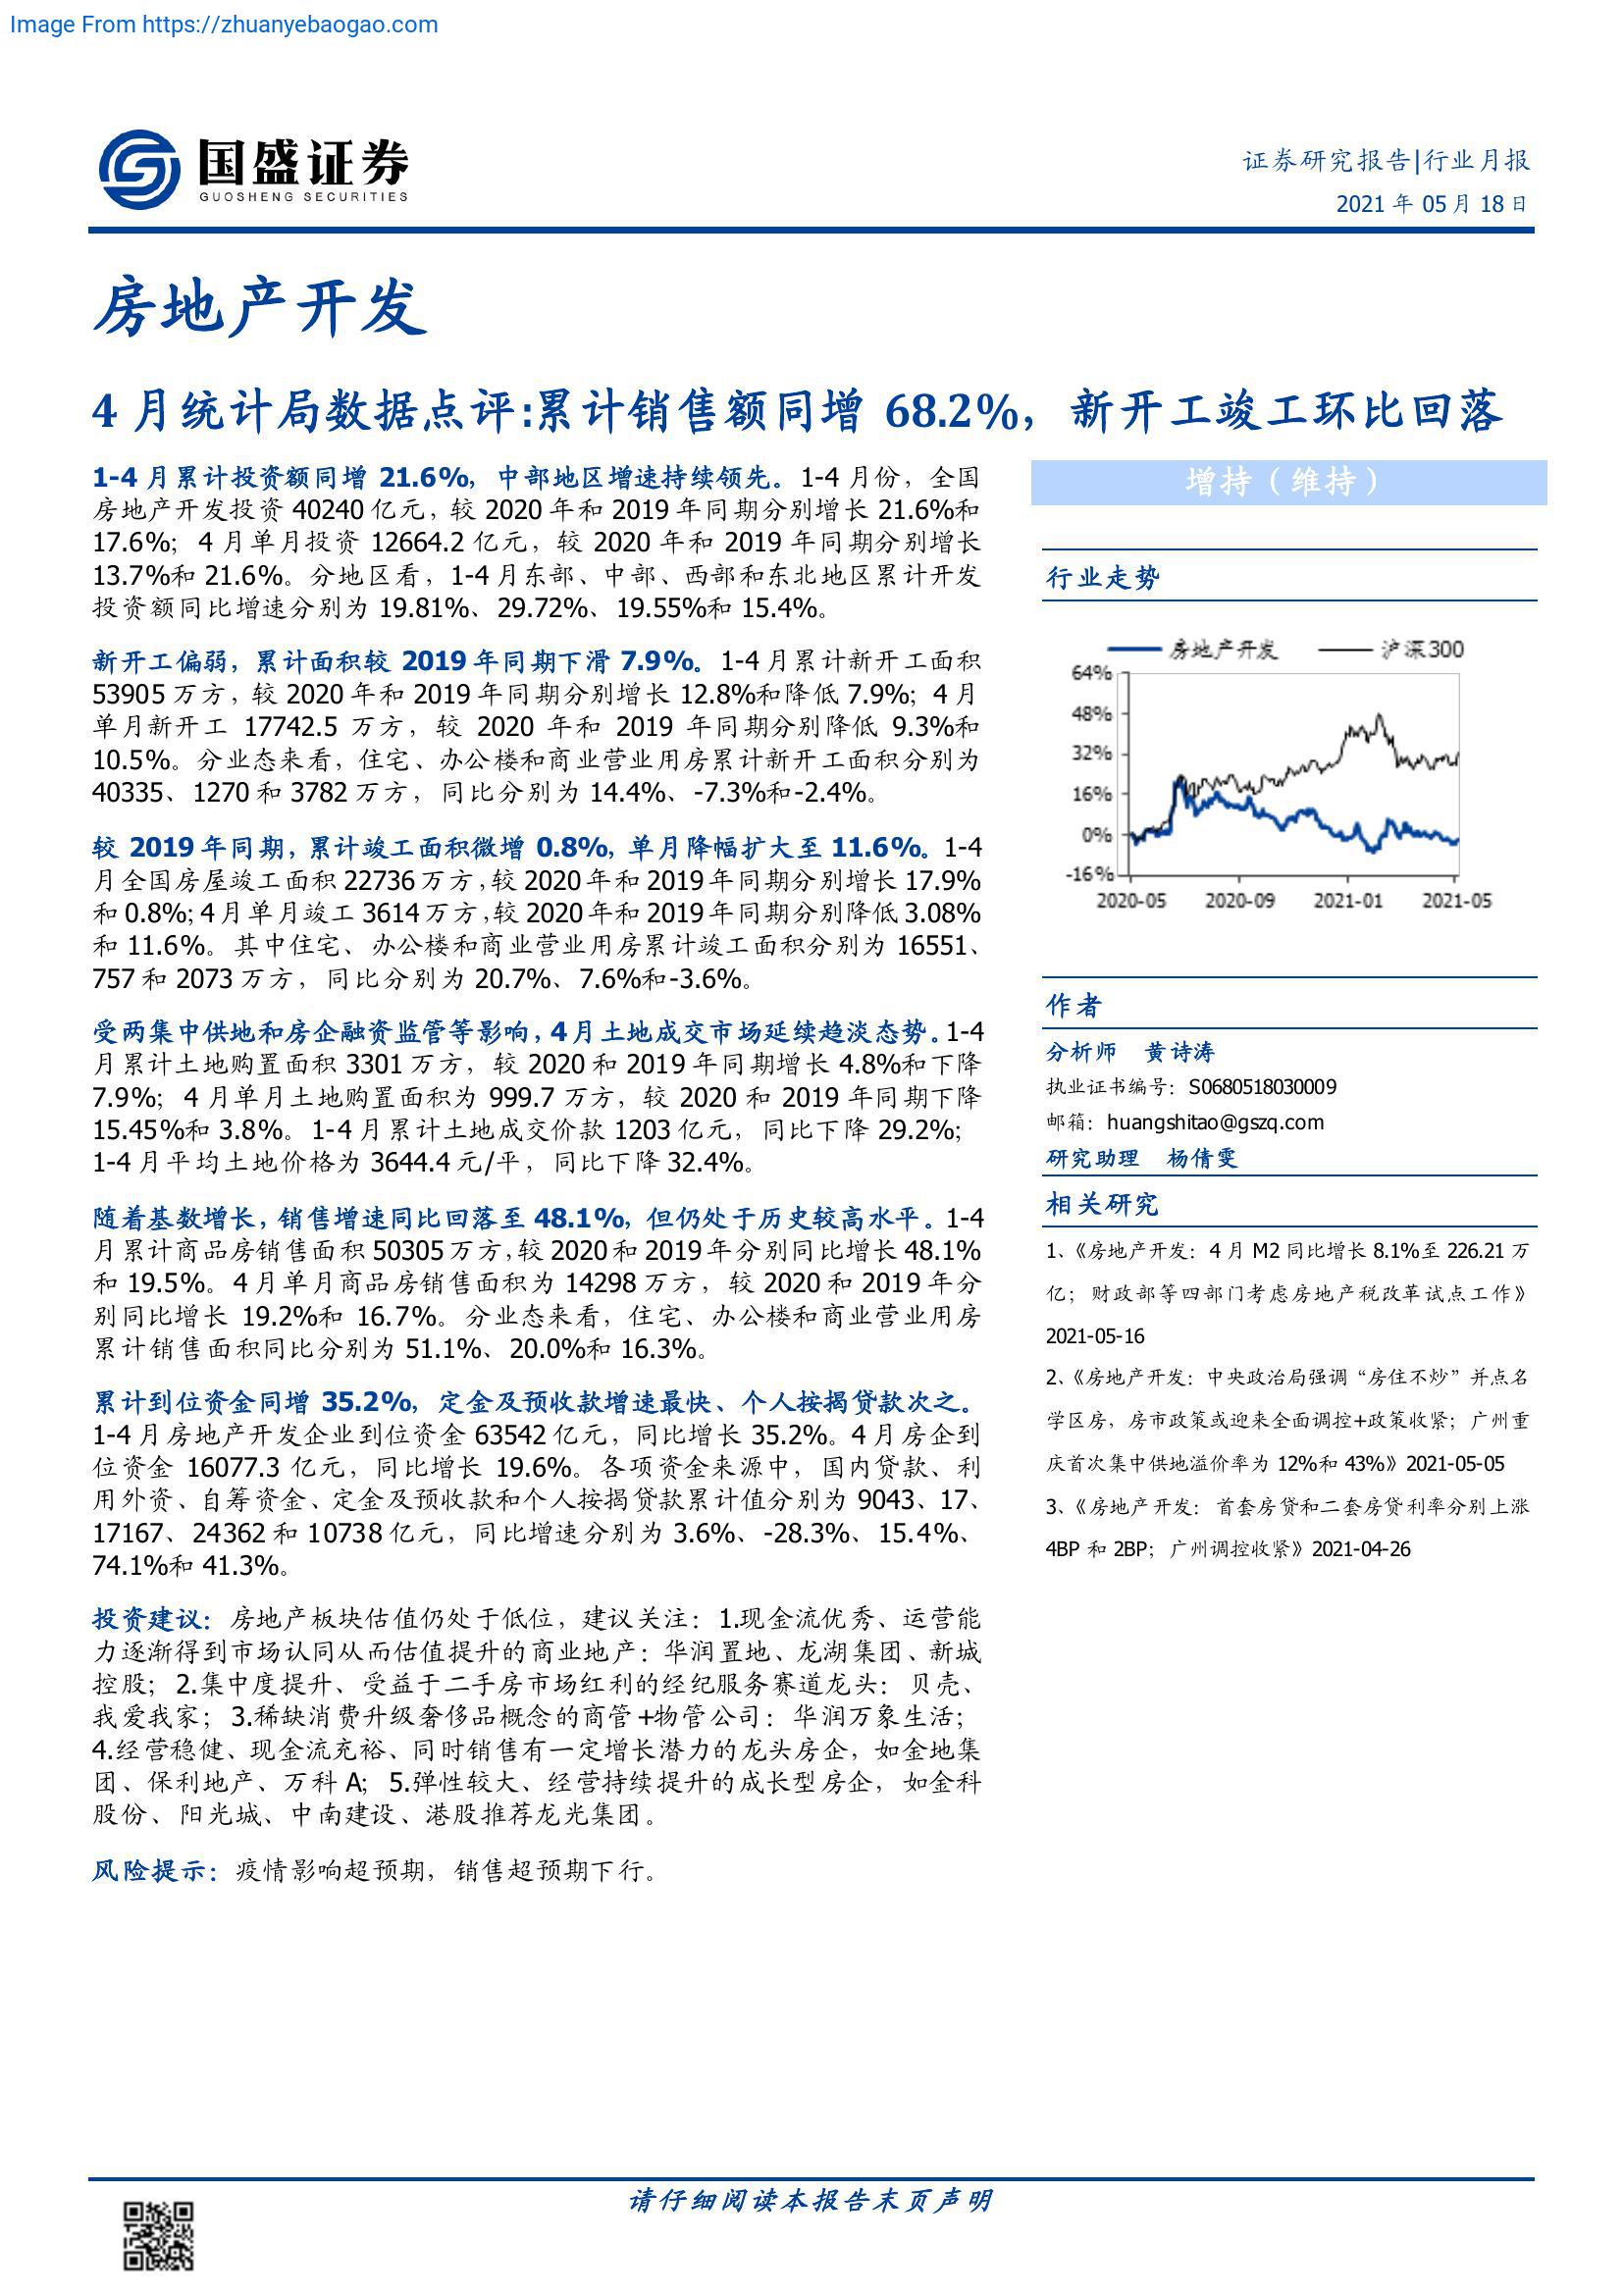 Image From https://zhuanyebaogao.com
国盛证券
GUOSHENG SECURITIES
证券研究报告|行业月报
2021 年 05月 18日
房地产开发
4 月统计局数据点评:累计销售额同增 68.2%，新开工竣工环比回落
1-4 月累计投资额同增 21.6%，中部地区增速持续领先。1-4 月份，全国
房地产开发投资 40240 亿元，较 2020 年和 2019 年同期分别增长 21.6%和
17.6%；4 月单月投资 12664.2 亿元，较 2020 年和 2019 年同期分别增长
13.7%和 21.6%。分地区看，1-4 月东部、中部、西部和东北地区累计开发
投资额同比增速分别为 19.81%、29.72%、19.55%和 15.4%。
新开工偏弱，累计面积较 2019 年同期下滑 7.9%。1-4 月累计新开工面积
53905 万方，较 2020 年和 2019 年同期分别增长 12.8%和降低 7.9%；4 月
单月新开工 17742.5 万方，较 2020 年和 2019 年同期分别降低 9.3%和
10.5%。分业态来看，住宅、办公楼和商业营业用房累计新开工面积分别为
40335、1270 和 3782 万方，同比分别为 14.4%、-7.3%和-2.4%。
较 2019 年同期，累计竣工面积微增 0.8%，单月降幅扩大至 11.6%。1-4
月全国房屋竣工面积 22736 万方，较 2020 年和 2019 年同期分别增长 17.9%
和 0.8%；4 月单月竣工 3614 万方，较 2020 年和 2019 年同期分别降低 3.08%
和 11.6%。其中住宅、办公楼和商业营业用房累计竣工面积分别为 16551、
757 和 2073 万方，同比分别为 20.7%、7.6%和-3.6%。
受两集中供地和房企融资监管等影响，4 月土地成交市场延续趋淡态势。1-4
月累计土地购置面积 3301 万方，较 2020 和 2019 年同期增长 4.8%和下降
7.9%；4 月单月土地购置面积为 999.7 万方，较 2020 和 2019 年同期下降
15.45%和 3.8%。1-4 月累计土地成交价款 1203 亿元，同比下降 29.2%；
1-4 月平均土地价格为 3644.4 元/平，同比下降 32.4%。
随着基数增长，销售增速同比回落至 48.1%，但仍处于历史较高水平。1-4
月累计商品房销售面积 50305 万方，较 2020 和 2019 年分别同比增长 48.1%
和 19.5%。4 月单月商品房销售面积为 14298 万方，较 2020 和 2019 年分
别同比增长 19.2%和 16.7%。分业态来看，住宅、办公楼和商业营业用房
累计销售面积同比分别为 51.1%、20.0%和 16.3%。
累计到位资金同增 35.2%，定金及预收款增速最快、个人按揭贷款次之。
1-4 月房地产开发企业到位资金 63542 亿元，同比增长 35.2%。4 月房企到
位资金 16077.3 亿元，同比增长 19.6%。各项资金来源中，国内贷款、利
用外资、自筹资金、定金及预收款和个人按揭贷款累计值分别为 9043、17、
17167、24362 和 10738 亿元，同比增速分别为 3.6%、-28.3%、15.4%、
74.1%和 41.3%。
投资建议：房地产板块估值仍处于低位，建议关注：1.现金流优秀、运营能
力逐渐得到市场认同从而估值提升的商业地产：华润置地、龙湖集团、新城
控股；2.集中度提升、受益于二手房市场红利的经纪服务赛道龙头：贝壳、
我爱我家；3.稀缺消费升级奢侈品概念的商管+物管公司：华润万象生活；
4.经营稳健、现金流充裕、同时销售有一定增长潜力的龙头房企，如金地集
团、保利地产、万科 A；5.弹性较大、经营持续提升的成长型房企，如金科
股份、阳光城、中南建设、港股推荐龙光集团。
风险提示：疫情影响超预期，销售超预期下行。
增持（维持）
行业走势
房地产开发 沪深300
64%
48%
32%
16%
0%
-16%
2020-05 2020-09 2021-01 2021-05
作者
分析师 黄诗涛
执业证书编号：S0680518030009
邮箱：huangshitao@gszq.com
研究助理 杨倩雯
相关研究
1、《房地产开发：4 月 M2 同比增长 8.1%至 226.21 万
亿；财政部等四部门考虑房地产税改革试点工作》
2021-05-16
2、《房地产开发：中央政治局强调“房住不炒”并点名
学区房，房市政策或迎来全面调控+政策收紧；广州重
庆首次集中供地溢价率为 12%和 43%》2021-05-05
3、《房地产开发：首套房贷和二套房贷利率分别上涨
4BP 和 2BP；广州调控收紧》2021-04-26
请仔细阅读本报告末页声明